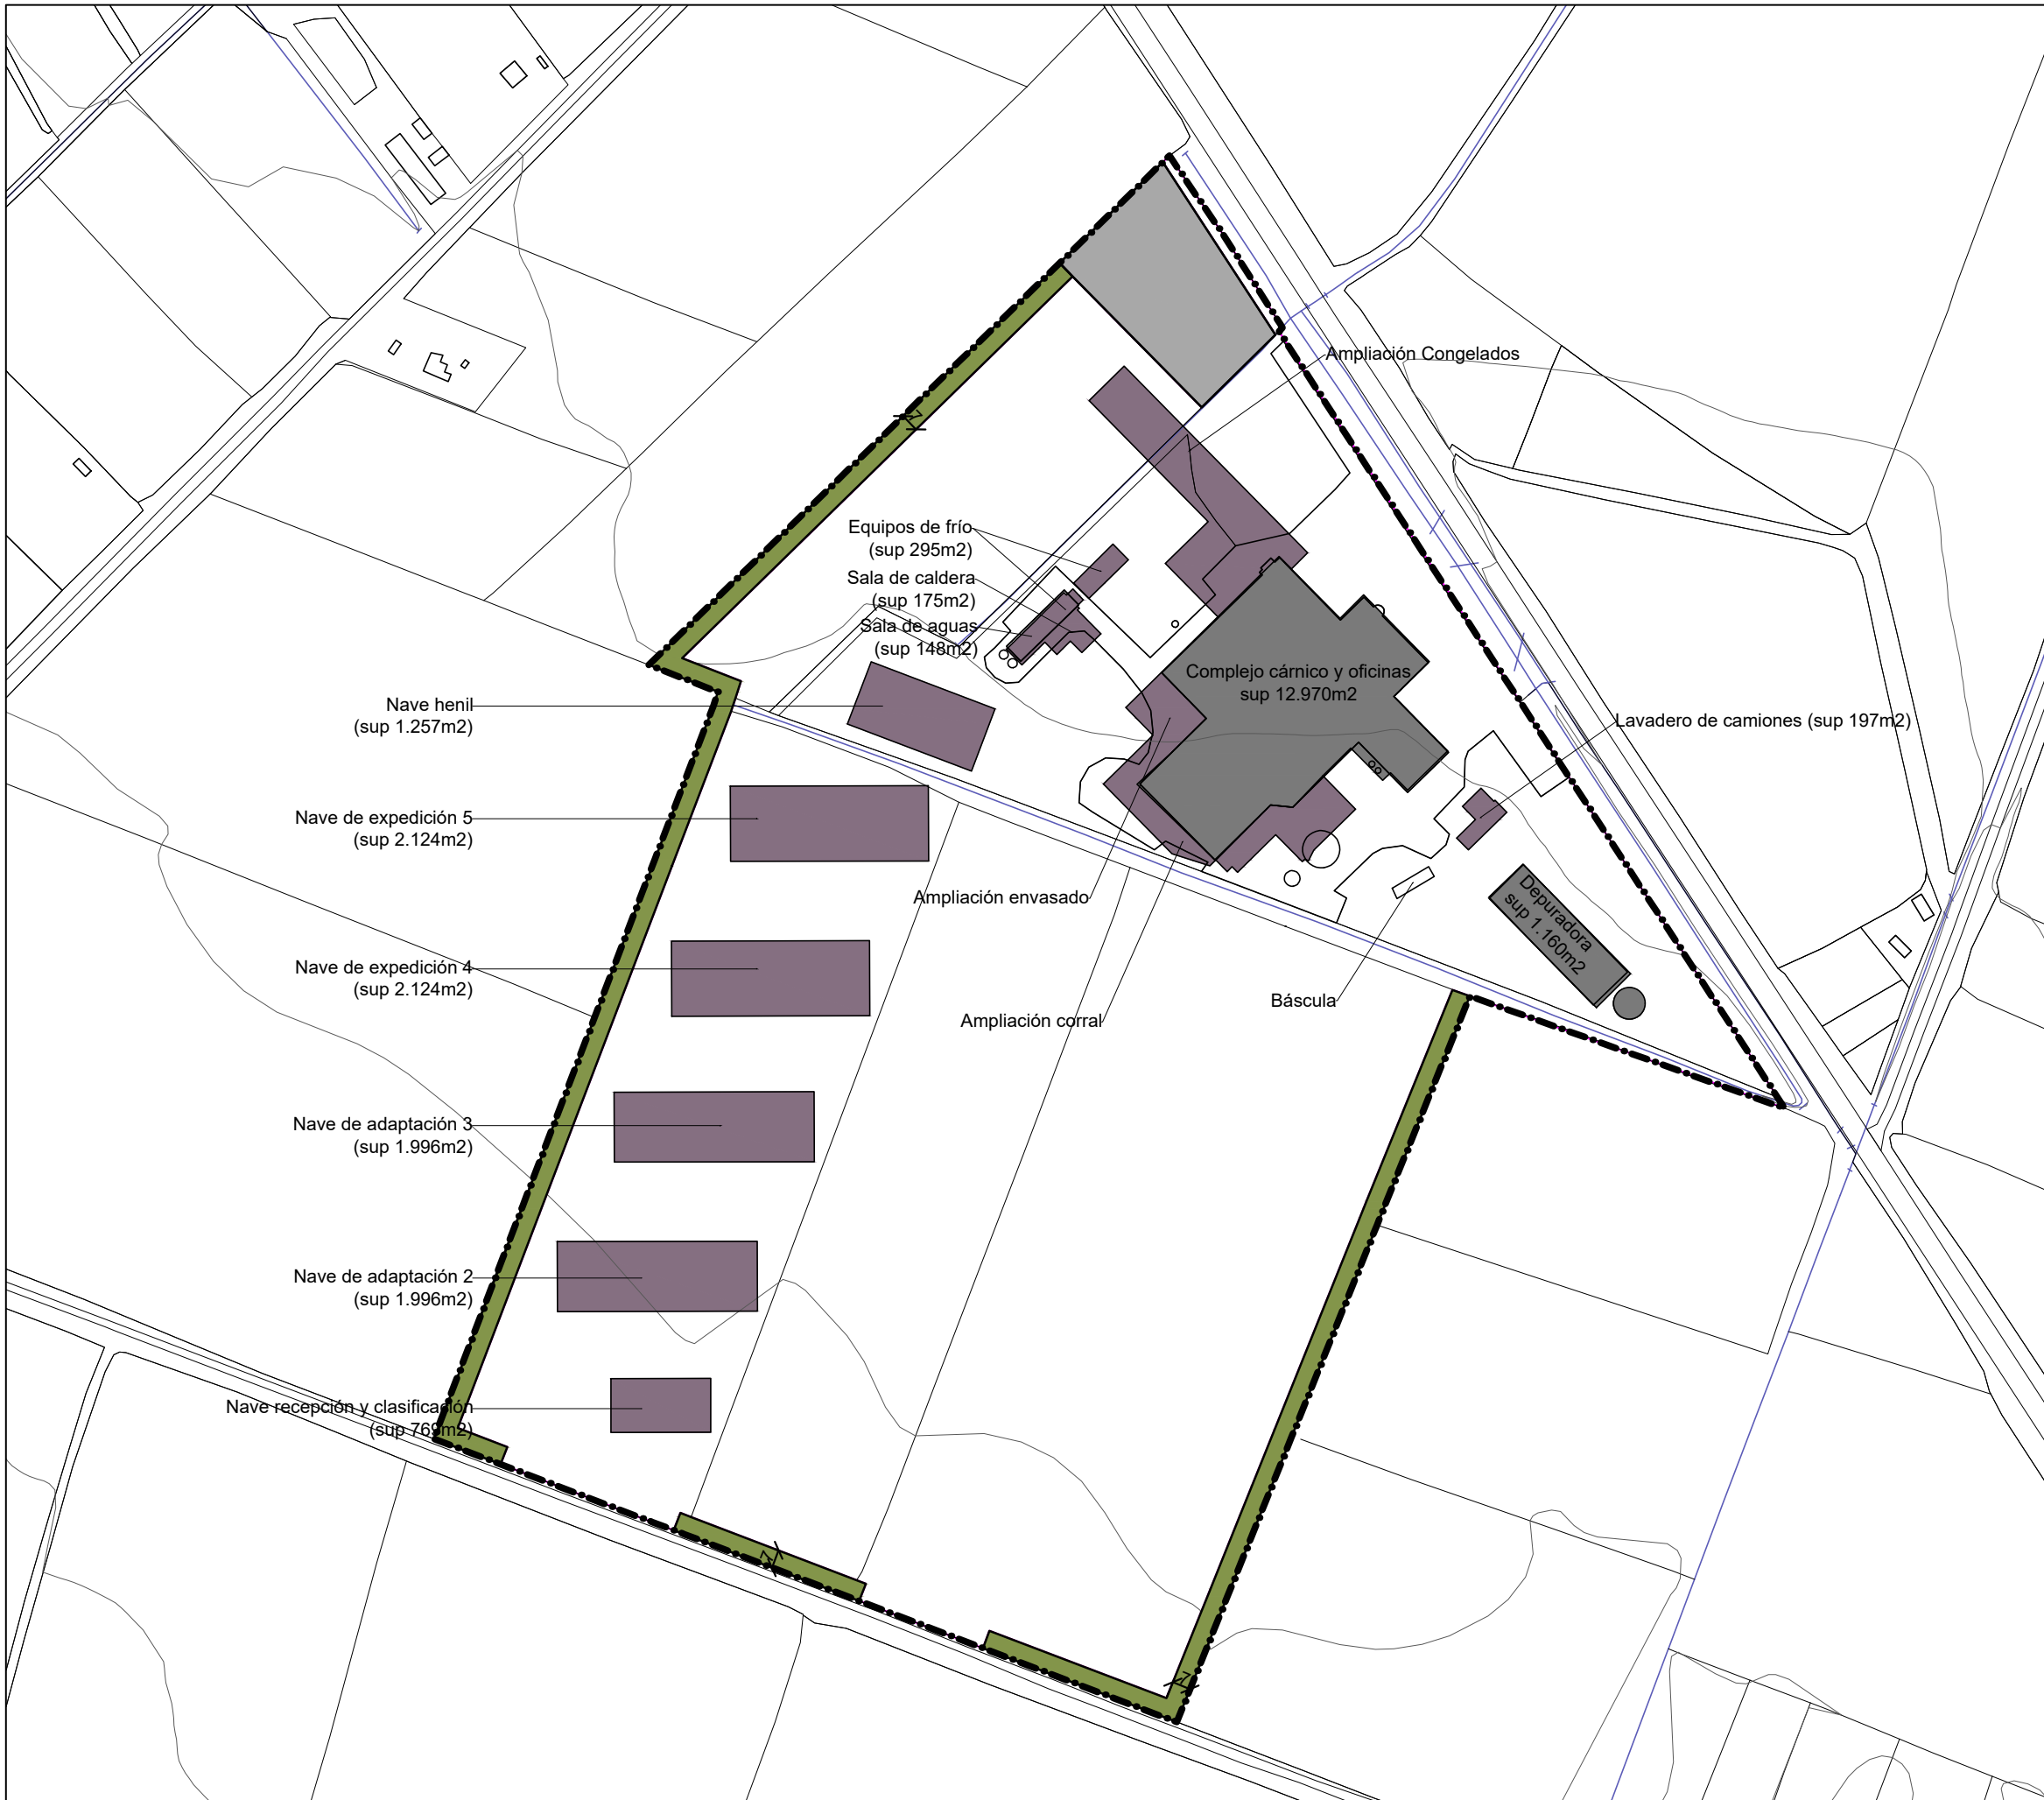 Ampliación Congelados
Equipos de frío
(sup 295m2)
Sala de caldera
(sup 175m2)
Sala de aguas
(sup 148m2)
Complejo cárnico y oficinas
sup 12.970m2
Nave henil
(sup 1.257m2)
Lavadero de camiones (sup 197m2)
Nave de expedición 5
(sup 2.124m2)
Ampliación envasado
Depuradora
sup 1.160m2
Nave de expedición 4
(sup 2.124m2)
Báscula
Ampliación corral
Nave de adaptación 3
(sup 1.996m2)
Nave de adaptación 2
(sup 1.996m2)
Nave recepción y clasificación
(sup 769m2)